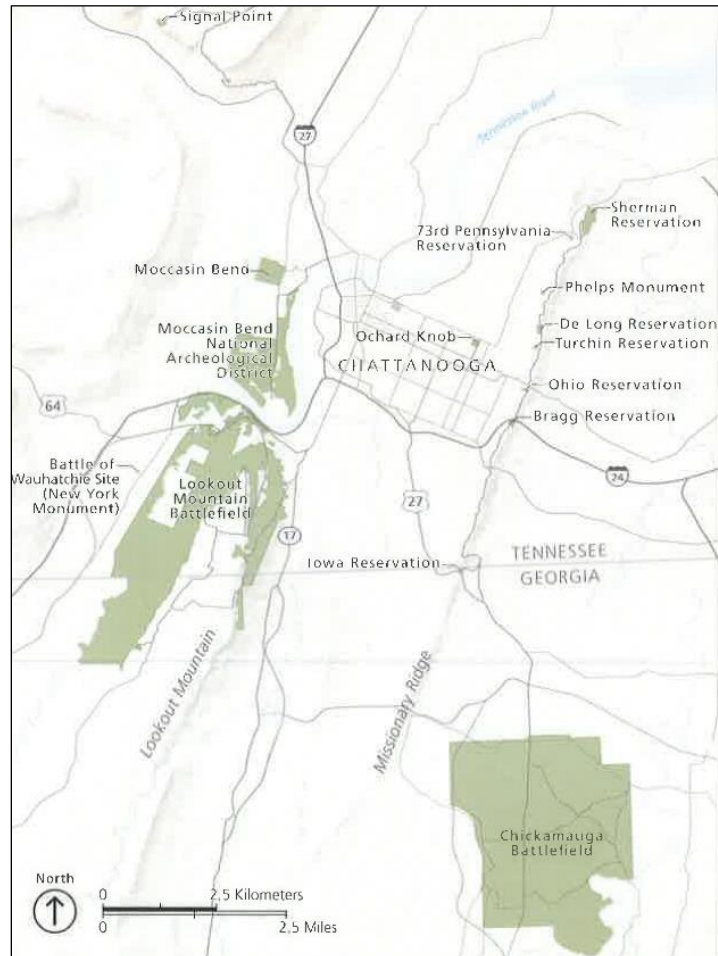 Signal Point
27
Tennessee River
Sherman
Reservation
73rd Pennsylvania
Reservation
Moccasin Bend
Phelps Monument
Moccasin Bend
National
Archeological
District
De Long Reservation
Ochard Knob
Turchin Reservation
CHATTANOOGA
Ohio Reservation
64
Bragg Reservation
Battle of
Wauhatchie Site
(New York
Monument)
Lookout
Mountain
Battlefield
24
27
17
Iowa Reservation
TENNESSEE
GEORGIA
Lookout Mountain
Missionary Ridge
Chickamauga
Battlefield
North
0 2.5 Kilometers
0 2.5 Miles